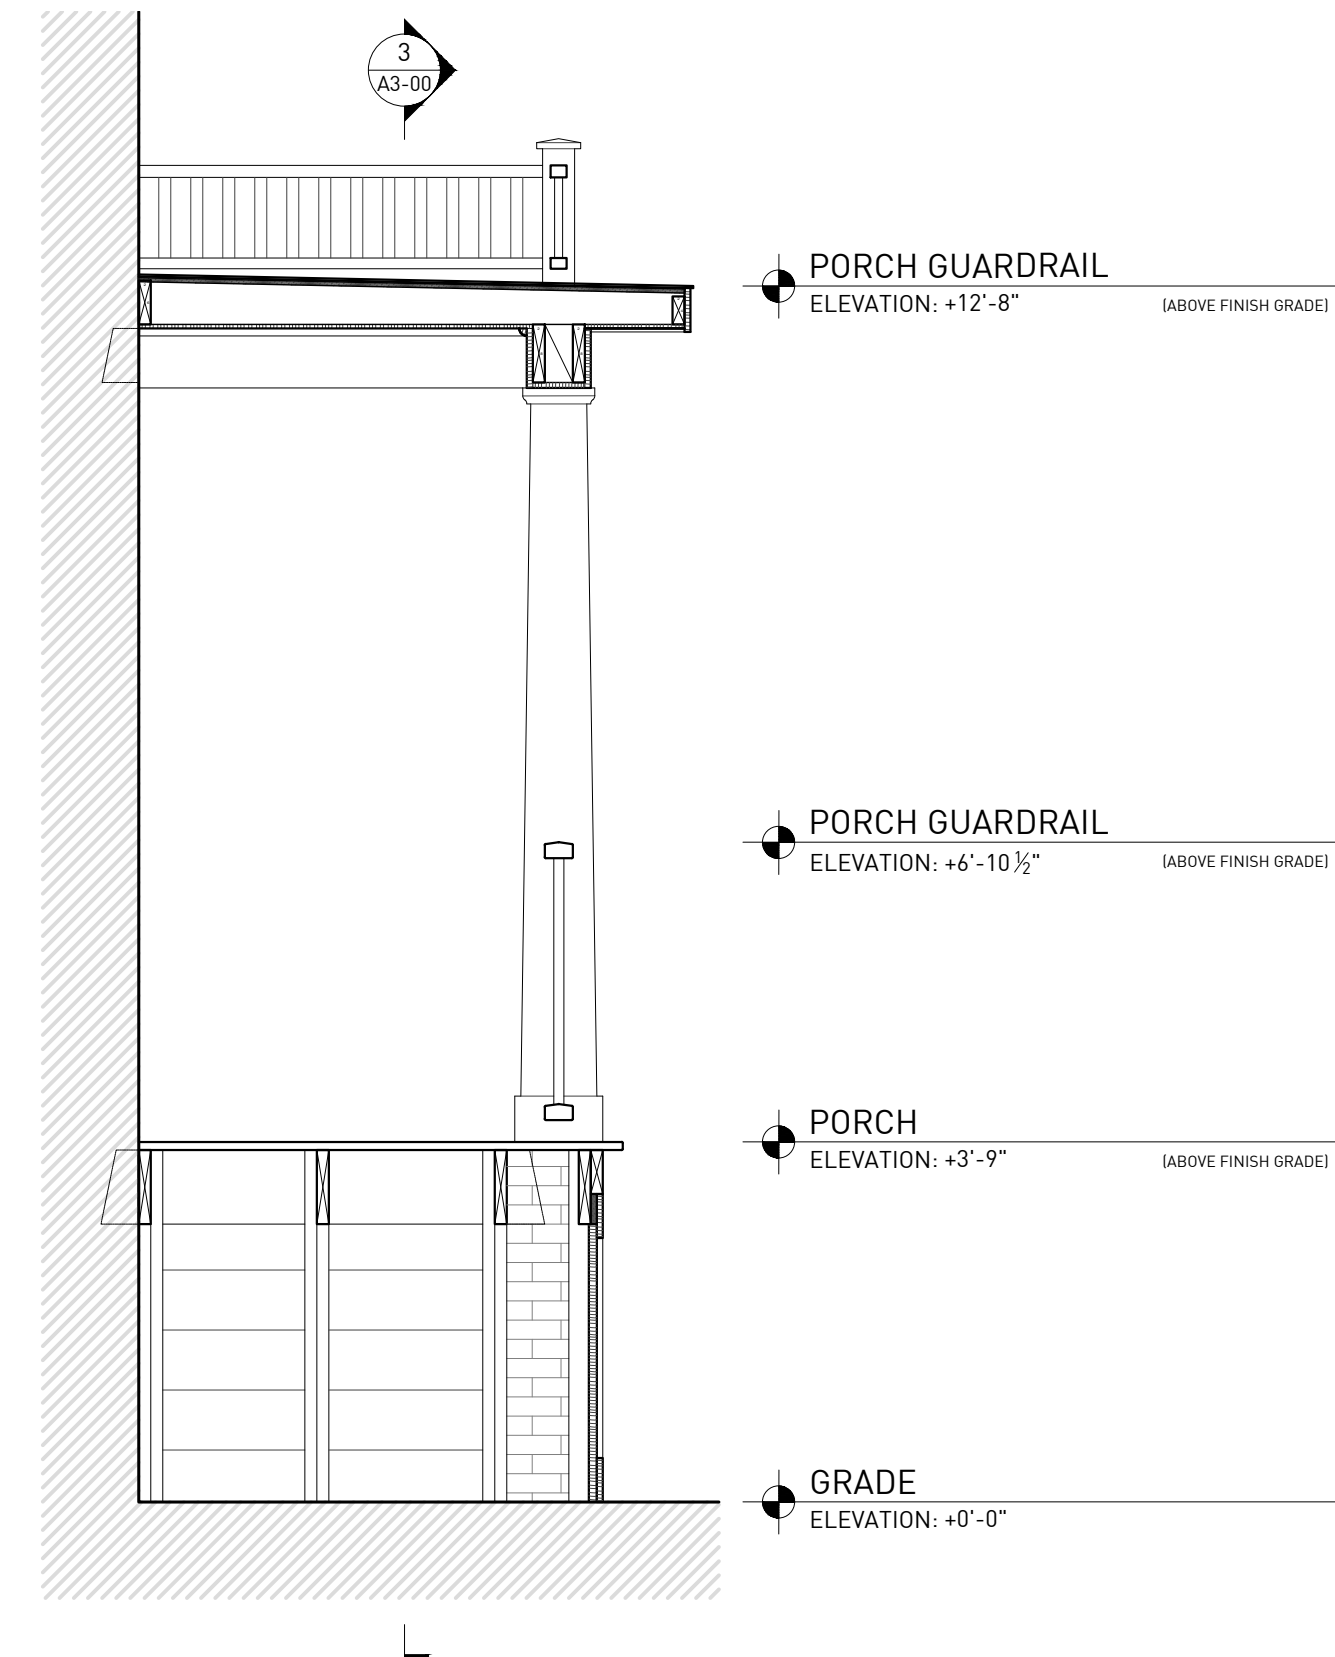 3
A3-00
PORCH GUARDRAIL
ELEVATION: +12'-8" (ABOVE FINISH GRADE)
PORCH GUARDRAIL
ELEVATION: +6'-10 ½" (ABOVE FINISH GRADE)
PORCH
ELEVATION: +3'-9" (ABOVE FINISH GRADE)
GRADE
ELEVATION: +0'-0"